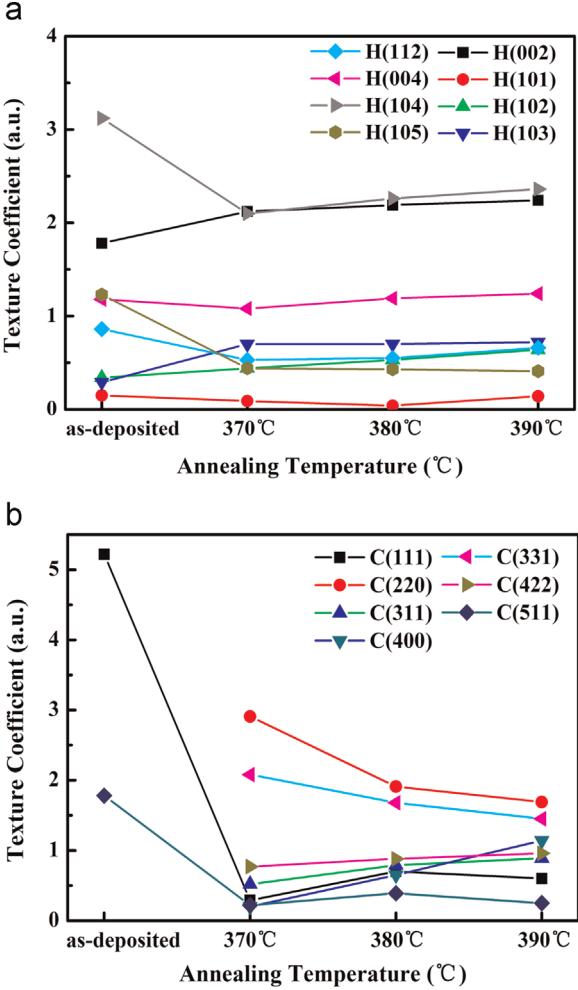 a
4
3
2
1
0
Texture Coefficient (a.u.)
H(112) H(002)
H(004) H(101)
H(104) H(102)
H(105) H(103)
as-deposited 370℃ 380℃ 390℃
Annealing Temperature (℃)
b
5
4
3
2
1
0
Texture Coefficient (a.u.)
C(111) C(331)
C(220) C(422)
C(311) C(511)
C(400)
as-deposited 370℃ 380℃ 390℃
Annealing Temperature (℃)